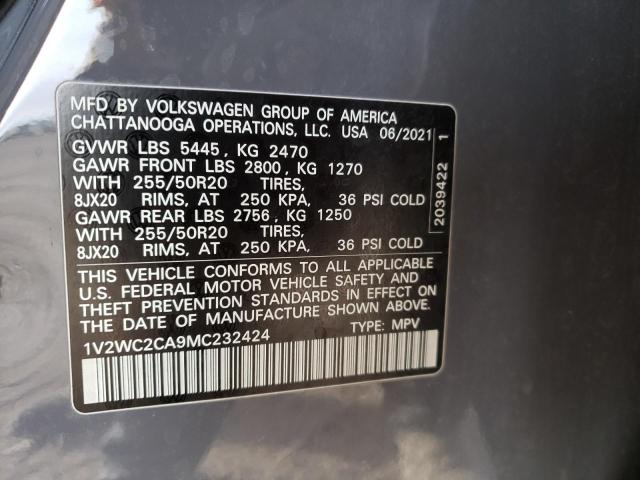 MFD BY VOLKSWAGEN GROUP OF AMERICA
CHATTANOOGA OPERATIONS, LLC. USA 06/2021
GVWR LBS 5445, KG 2470
GAWR FRONT LBS 2800, KG 1270
WITH 255/50R20 TIRES,
8JX20 RIMS, AT 250 KPA, 36 PSI COLD
GAWR REAR LBS 2756, KG 1250
WITH 255/50R20 TIRES,
8JX20 RIMS, AT 250 KPA, 36 PSI COLD
THIS VEHICLE CONFORMS TO ALL APPLICABLE
U.S. FEDERAL MOTOR VEHICLE SAFETY AND
THEFT PREVENTION STANDARDS IN EFFECT ON
THE DATE OF MANUFACTURE SHOWN ABOVE.
1V2WC2CA9MC232424 TYPE: MPV
2039422 1